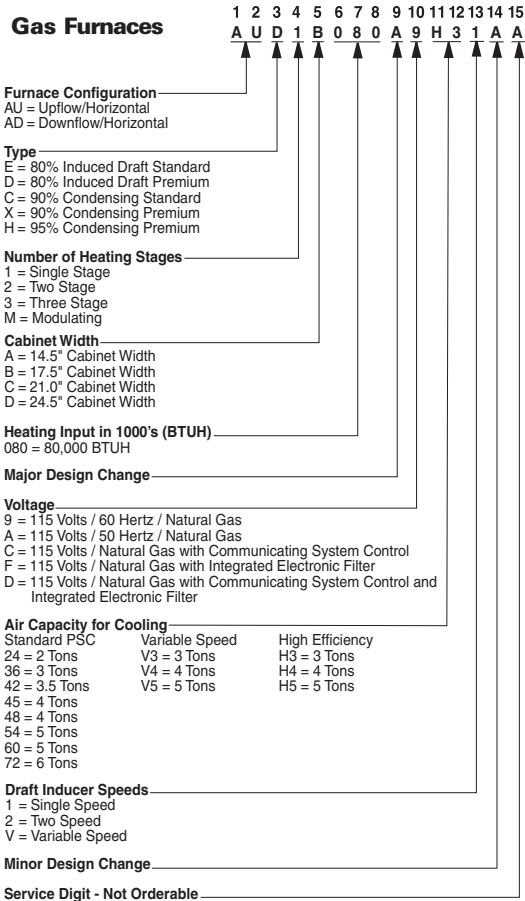 Gas Furnaces
1 2 3 4 5 6 7 8 9 10 11 12 13 14 15
A U D 1 B 0 8 0 A 9 H 3 1 A A
Furnace Configuration
AU = Upflow/Horizontal
AD = Downflow/Horizontal
Type
E = 80% Induced Draft Standard
D = 80% Induced Draft Premium
C = 90% Condensing Standard
X = 90% Condensing Premium
H = 95% Condensing Premium
Number of Heating Stages
1 = Single Stage
2 = Two Stage
3 = Three Stage
M = Modulating
Cabinet Width
A = 14.5" Cabinet Width
B = 17.5" Cabinet Width
C = 21.0" Cabinet Width
D = 24.5" Cabinet Width
Heating Input in 1000's (BTUH)
080 = 80,000 BTUH
Major Design Change
Voltage
9 = 115 Volts / 60 Hertz / Natural Gas
A = 115 Volts / 50 Hertz / Natural Gas
C = 115 Volts / Natural Gas with Communicating System Control
F = 115 Volts / Natural Gas with Integrated Electronic Filter
D = 115 Volts / Natural Gas with Communicating System Control and
Integrated Electronic Filter
Air Capacity for Cooling
Standard PSC Variable Speed High Efficiency
24 = 2 Tons V3 = 3 Tons H3 = 3 Tons
36 = 3 Tons V4 = 4 Tons H4 = 4 Tons
42 = 3.5 Tons V5 = 5 Tons H5 = 5 Tons
45 = 4 Tons
48 = 4 Tons
54 = 5 Tons
60 = 5 Tons
72 = 6 Tons
Draft Inducer Speeds
1 = Single Speed
2 = Two Speed
V = Variable Speed
Minor Design Change
Service Digit - Not Orderable